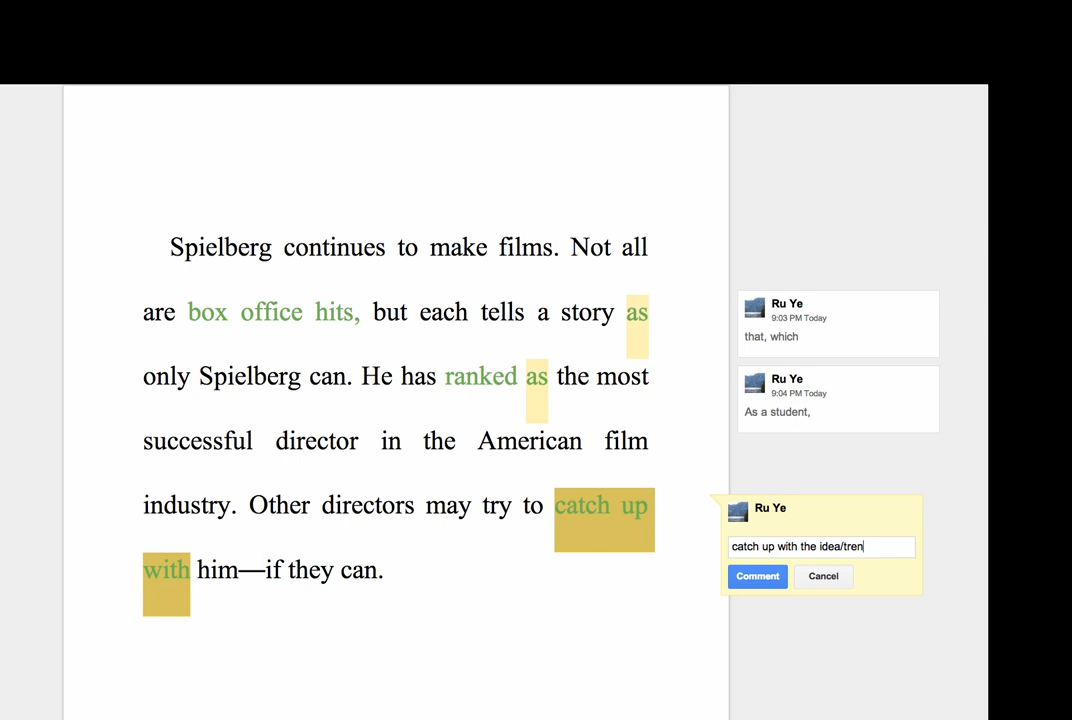 Spielberg continues to make films. Not all
are box office hits, but each tells a story as
only Spielberg can. He has ranked as the most
successful director in the American film
industry. Other directors may try to catch up
with him—if they can.
Ru Ye
9:03 PM Today
that, which
Ru Ye
9:04 PM Today
As a student,
Ru Ye
catch up with the idea/tren
Comment Cancel